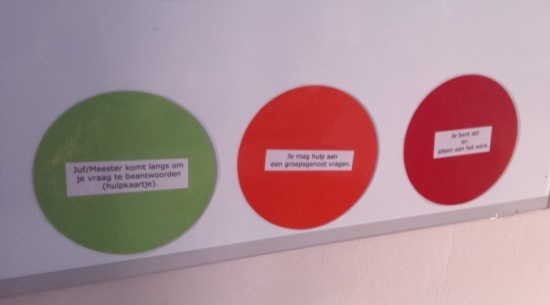 Juf/Meester komt langs om
je vraag te beantwoorden
(hulpkaartje).
Je mag hulp aan
een groepsgenoot vragen.
Je bent stil
en
alleen aan het werk.